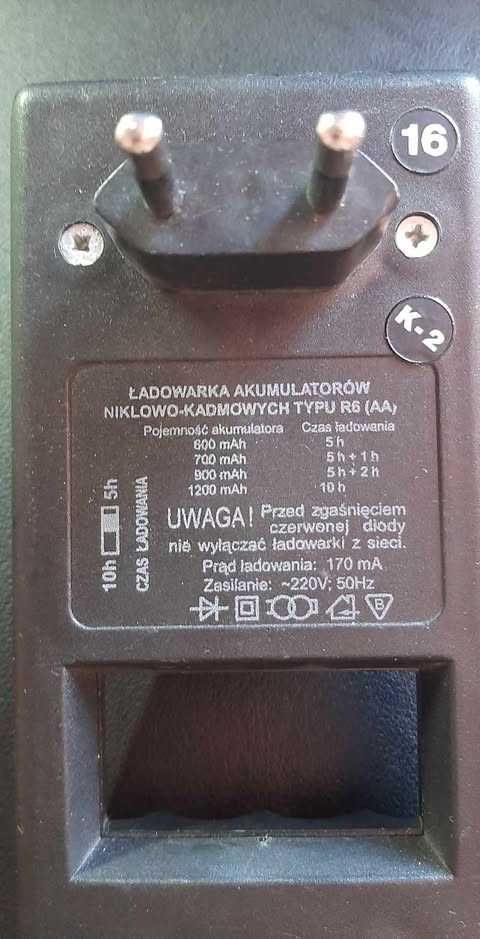 16
K-2
ŁADOWARKA AKUMULATORÓW
NIKLOWO-KADMOWYCH TYPU R6 (AA)
Pojemność akumulatora Czas ładowania
600 mAh 5 h
700 mAh 5 h + 1 h
900 mAh 5 h + 2 h
1200 mAh 10 h
10h 5h
CZAS ŁADOWANIA
UWAGA! Przed zgaśnięciem
czerwonej diody
nie wyłączać ładowarki z sieci.
Prąd ładowania: 170 mA
Zasilanie: ~220V; 50Hz
B